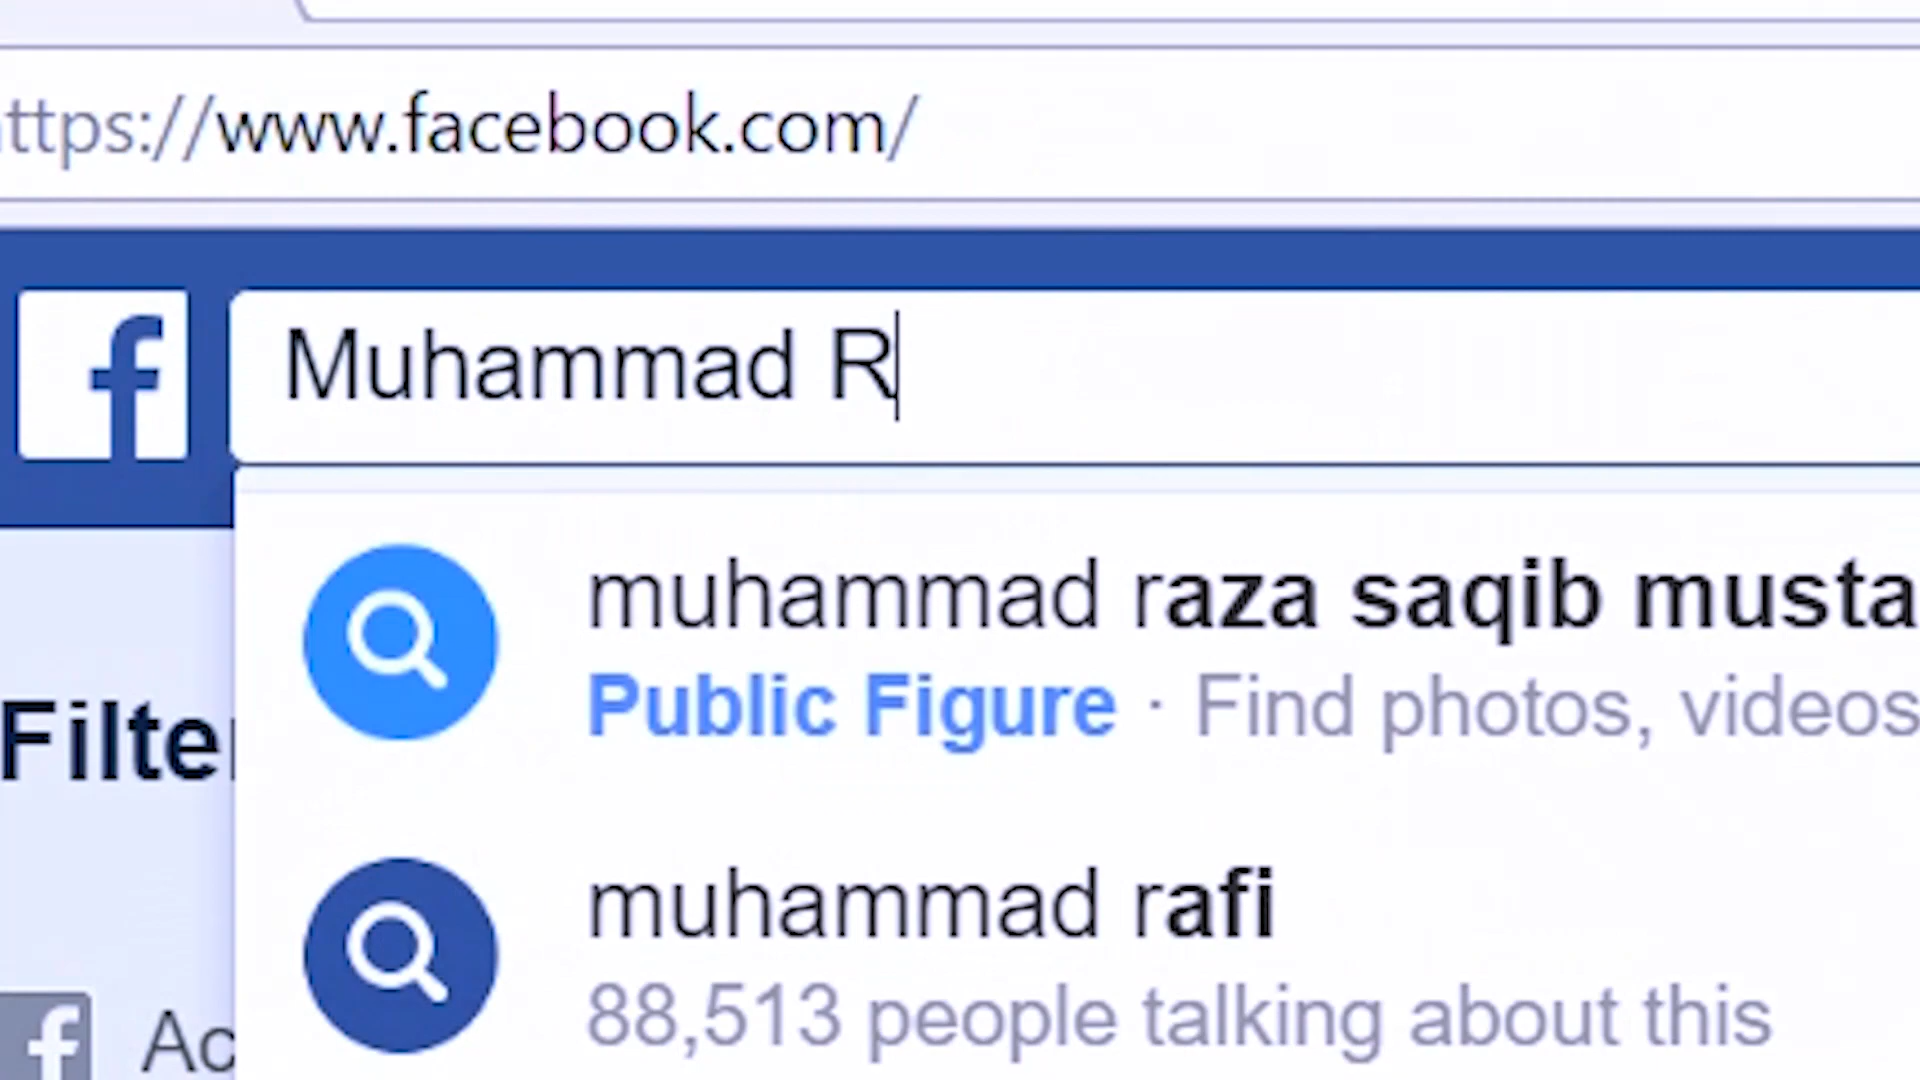 ttps://www.facebook.com/
f
Muhammad R
muhammad raza saqib musta
Public Figure · Find photos, videos
Filter
muhammad rafi
88,513 people talking about this
f Ac